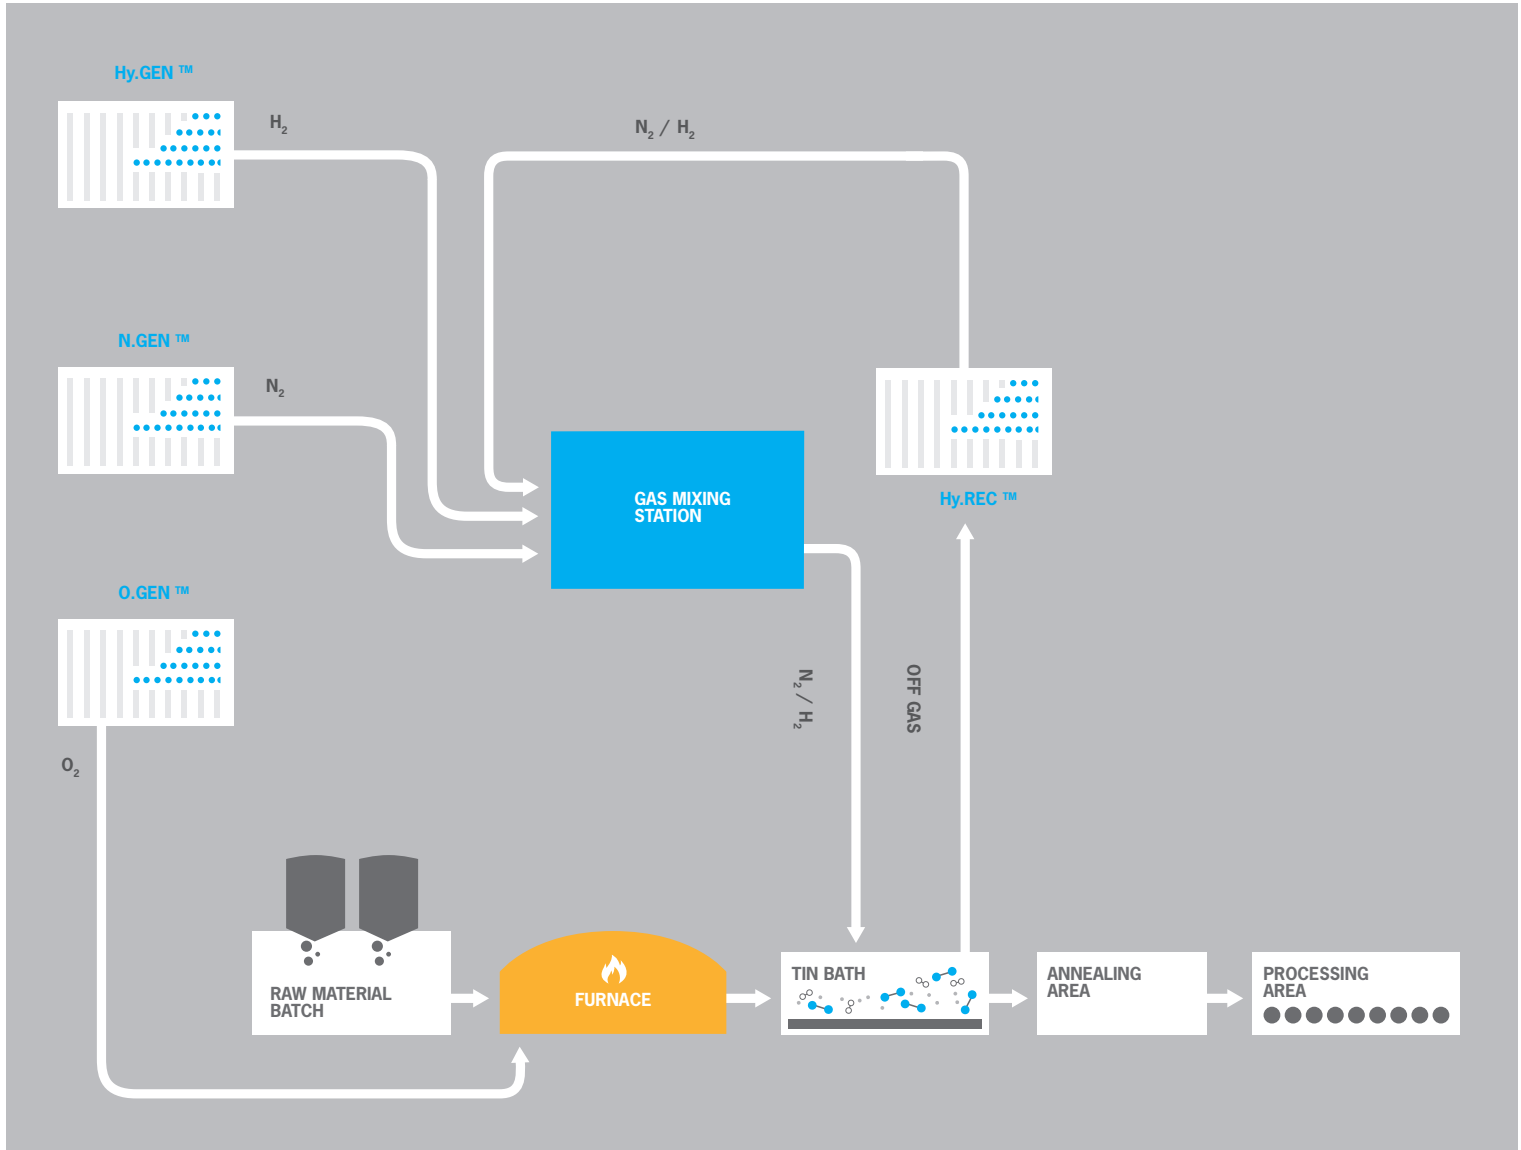 Hy.GEN ™
H₂
N₂ / H₂
N.GEN ™
N₂
GAS MIXING
STATION
Hy.REC ™
O.GEN ™
N₂ / H₂
OFF GAS
O₂
RAW MATERIAL
BATCH
FURNACE
TIN BATH
ANNEALING
AREA
PROCESSING
AREA